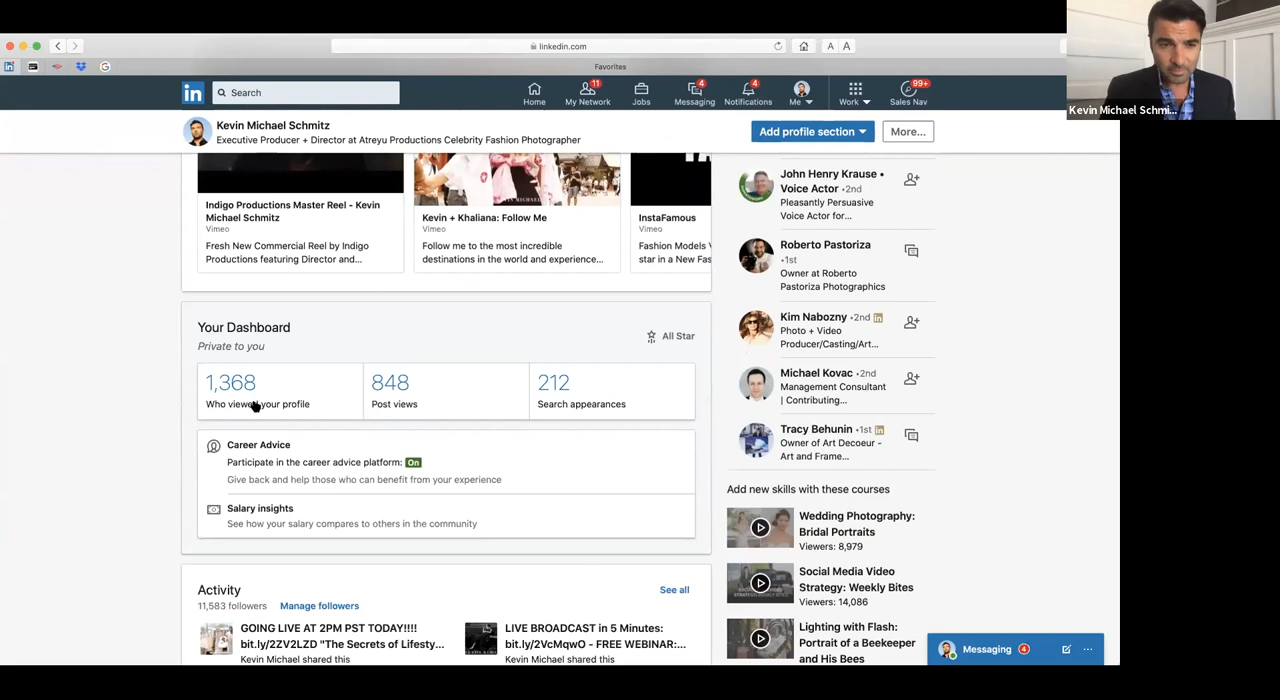 linkedin.com
A A
Favorites
in Search
Home
11
My Network
Jobs
4
Messaging
4
Notifications
Me
Work
99+
Sales Nav
Kevin Michael Schmi...
Kevin Michael Schmitz
Executive Producer + Director at Atreyu Productions Celebrity Fashion Photographer
Add profile section
More...
Indigo Productions Master Reel - Kevin
Michael Schmitz
Vimeo
Fresh New Commercial Reel by Indigo
Productions featuring Director and...
Kevin + Khaliana: Follow Me
Vimeo
Follow me to the most incredible
destinations in the world and experience...
InstaFamous
Vimeo
Fashion Models
star in a New Fas
Your Dashboard
Private to you
All Star
1,368
Who viewed your profile
848
Post views
212
Search appearances
Career Advice
Participate in the career advice platform: On
Give back and help those who can benefit from your experience
Salary insights
See how your salary compares to others in the community
Activity
See all
11,583 followers Manage followers
GOING LIVE AT 2PM PST TODAY!!!!
bit.ly/2ZV2LZD "The Secrets of Lifesty...
Kevin Michael shared this
LIVE BROADCAST in 5 Minutes:
bit.ly/2VcMqwO - FREE WEBINAR:...
Kevin Michael shared this
John Henry Krause •
Voice Actor •2nd
Pleasantly Persuasive
Voice Actor for...
Roberto Pastoriza
•1st
Owner at Roberto
Pastoriza Photographics
Kim Nabozny •2nd in
Photo + Video
Producer/Casting/Art...
Michael Kovac •2nd
Management Consultant
| Contributing...
Tracy Behunin •1st in
Owner of Art Decoeur -
Art and Frame...
Add new skills with these courses
Wedding Photography:
Bridal Portraits
Viewers: 8,979
Social Media Video
Strategy: Weekly Bites
Viewers: 14,086
Lighting with Flash:
Portrait of a Beekeeper
and His Bees
Messaging 4